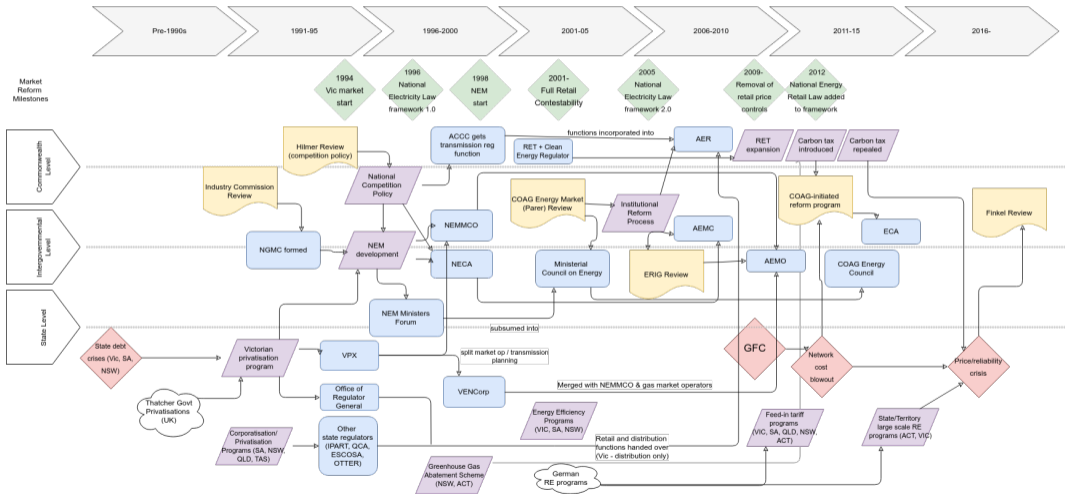 Pre-1990s
1991-95
1996-2000
2001-05
2006-2010
2011-15
2016-
Market
Reform
Milestones
1994
Vic market
start
1996
National
Electricity Law
framework 1.0
1998
NEM
start
2001-
Full Retail
Contestability
2005
National
Electricity Law
framework 2.0
2009-
Removal of
retail price
controls
2012
National Energy
Retail Law added
to framework
Commonwealth
Level
Hilmer Review
(competition policy)
ACCC gets
transmission reg
function
functions incorporated into
RET + Clean
Energy Regulator
AER
RET
expansion
Carbon tax
introduced
Carbon tax
repealed
Industry Commission
Review
National
Competition
Policy
COAG Energy Market
(Parer) Review
Institutional
Reform
Process
COAG-initiated
reform program
Finkel Review
Intergovernmental
Level
NGMC formed
NEM
development
NEMMCO
NECA
AEMC
ECA
Ministerial
Council on Energy
ERIG Review
AEMO
COAG Energy
Council
State Level
NEM Ministers
Forum
subsumed into
State debt
crises (Vic, SA,
NSW)
Victorian
privatisation
program
VPX
split market op / transmission
planning
GFC
Network
cost
blowout
Price/reliability
crisis
Thatcher Govt
Privatisations
(UK)
Office of
Regulator
General
VENCorp
Merged with NEMMCO & gas market operators
Corporatisation/
Privatisation
Programs (SA, NSW,
QLD, TAS)
Other
state regulators
(IPART, QCA,
ESCOSA,
OTTER)
Energy Efficiency
Programs
(VIC, SA, NSW)
Retail and distribution
functions handed over
(Vic - distribution only)
Feed-in tariff
programs
(VIC, SA, QLD, NSW,
ACT)
State/Territory
large scale RE
programs (ACT, VIC)
Greenhouse Gas
Abatement Scheme
(NSW, ACT)
German
RE programs